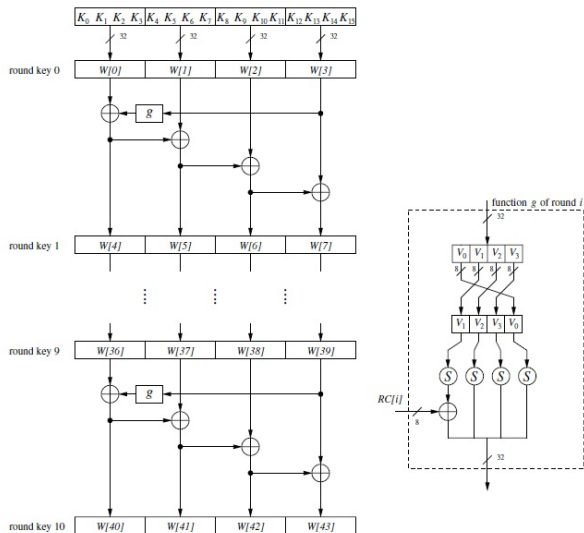 K0 K1 K2 K3 K4 K5 K6 K7 K8 K9 K10 K11 K12 K13 K14 K15
32 32 32 32
round key 0 W[0] W[1] W[2] W[3]
g
function g of round i
32
round key 1 W[4] W[5] W[6] W[7]
V0 V1 V2 V3
8 8 8 8
V1 V2 V3 V0
round key 9 W[36] W[37] W[38] W[39]
S S S S
g
RC[i]
8
32
round key 10 W[40] W[41] W[42] W[43]